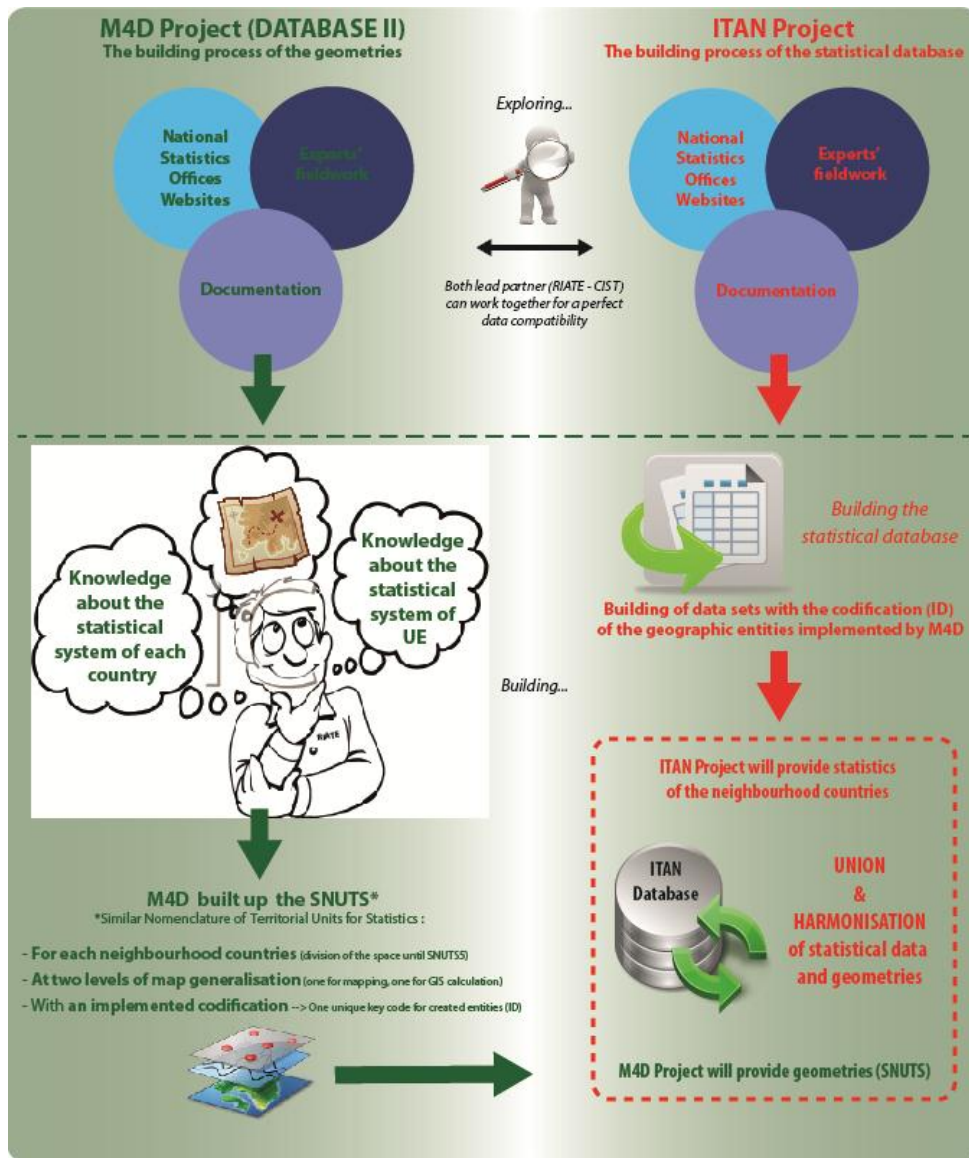 M4D Project (DATABASE II)
The building process of the geometries
National
Statistics
Offices
Websites
Experts'
fieldwork
Documentation
Exploring...
Both lead partner (RIATE - CIST)
can work together for a perfect
data compatibility
ITAN Project
The building process of the statistical database
National
Statistics
Offices
Websites
Experts'
fieldwork
Documentation
Knowledge
about the
statistical
system of each
country
Knowledge
about the
statistical
system of
UE
RIATE
Building...
Building the
statistical database
Building of data sets with the codification (ID)
of the geographic entities implemented by M4D
M4D built up the SNUTS*
*Similar Nomenclature of Territorial Units for Statistics :
- For each neighbourhood countries (division of the space until SNUTS5)
- At two levels of map generalisation (one for mapping, one for GIS calculation)
- With an implemented codification --> One unique key code for created entities (ID)
ITAN Project will provide statistics
of the neighbourhood countries
ITAN
Database
UNION
&
HARMONISATION
of statistical data
and geometries
M4D Project will provide geometries (SNUTS)